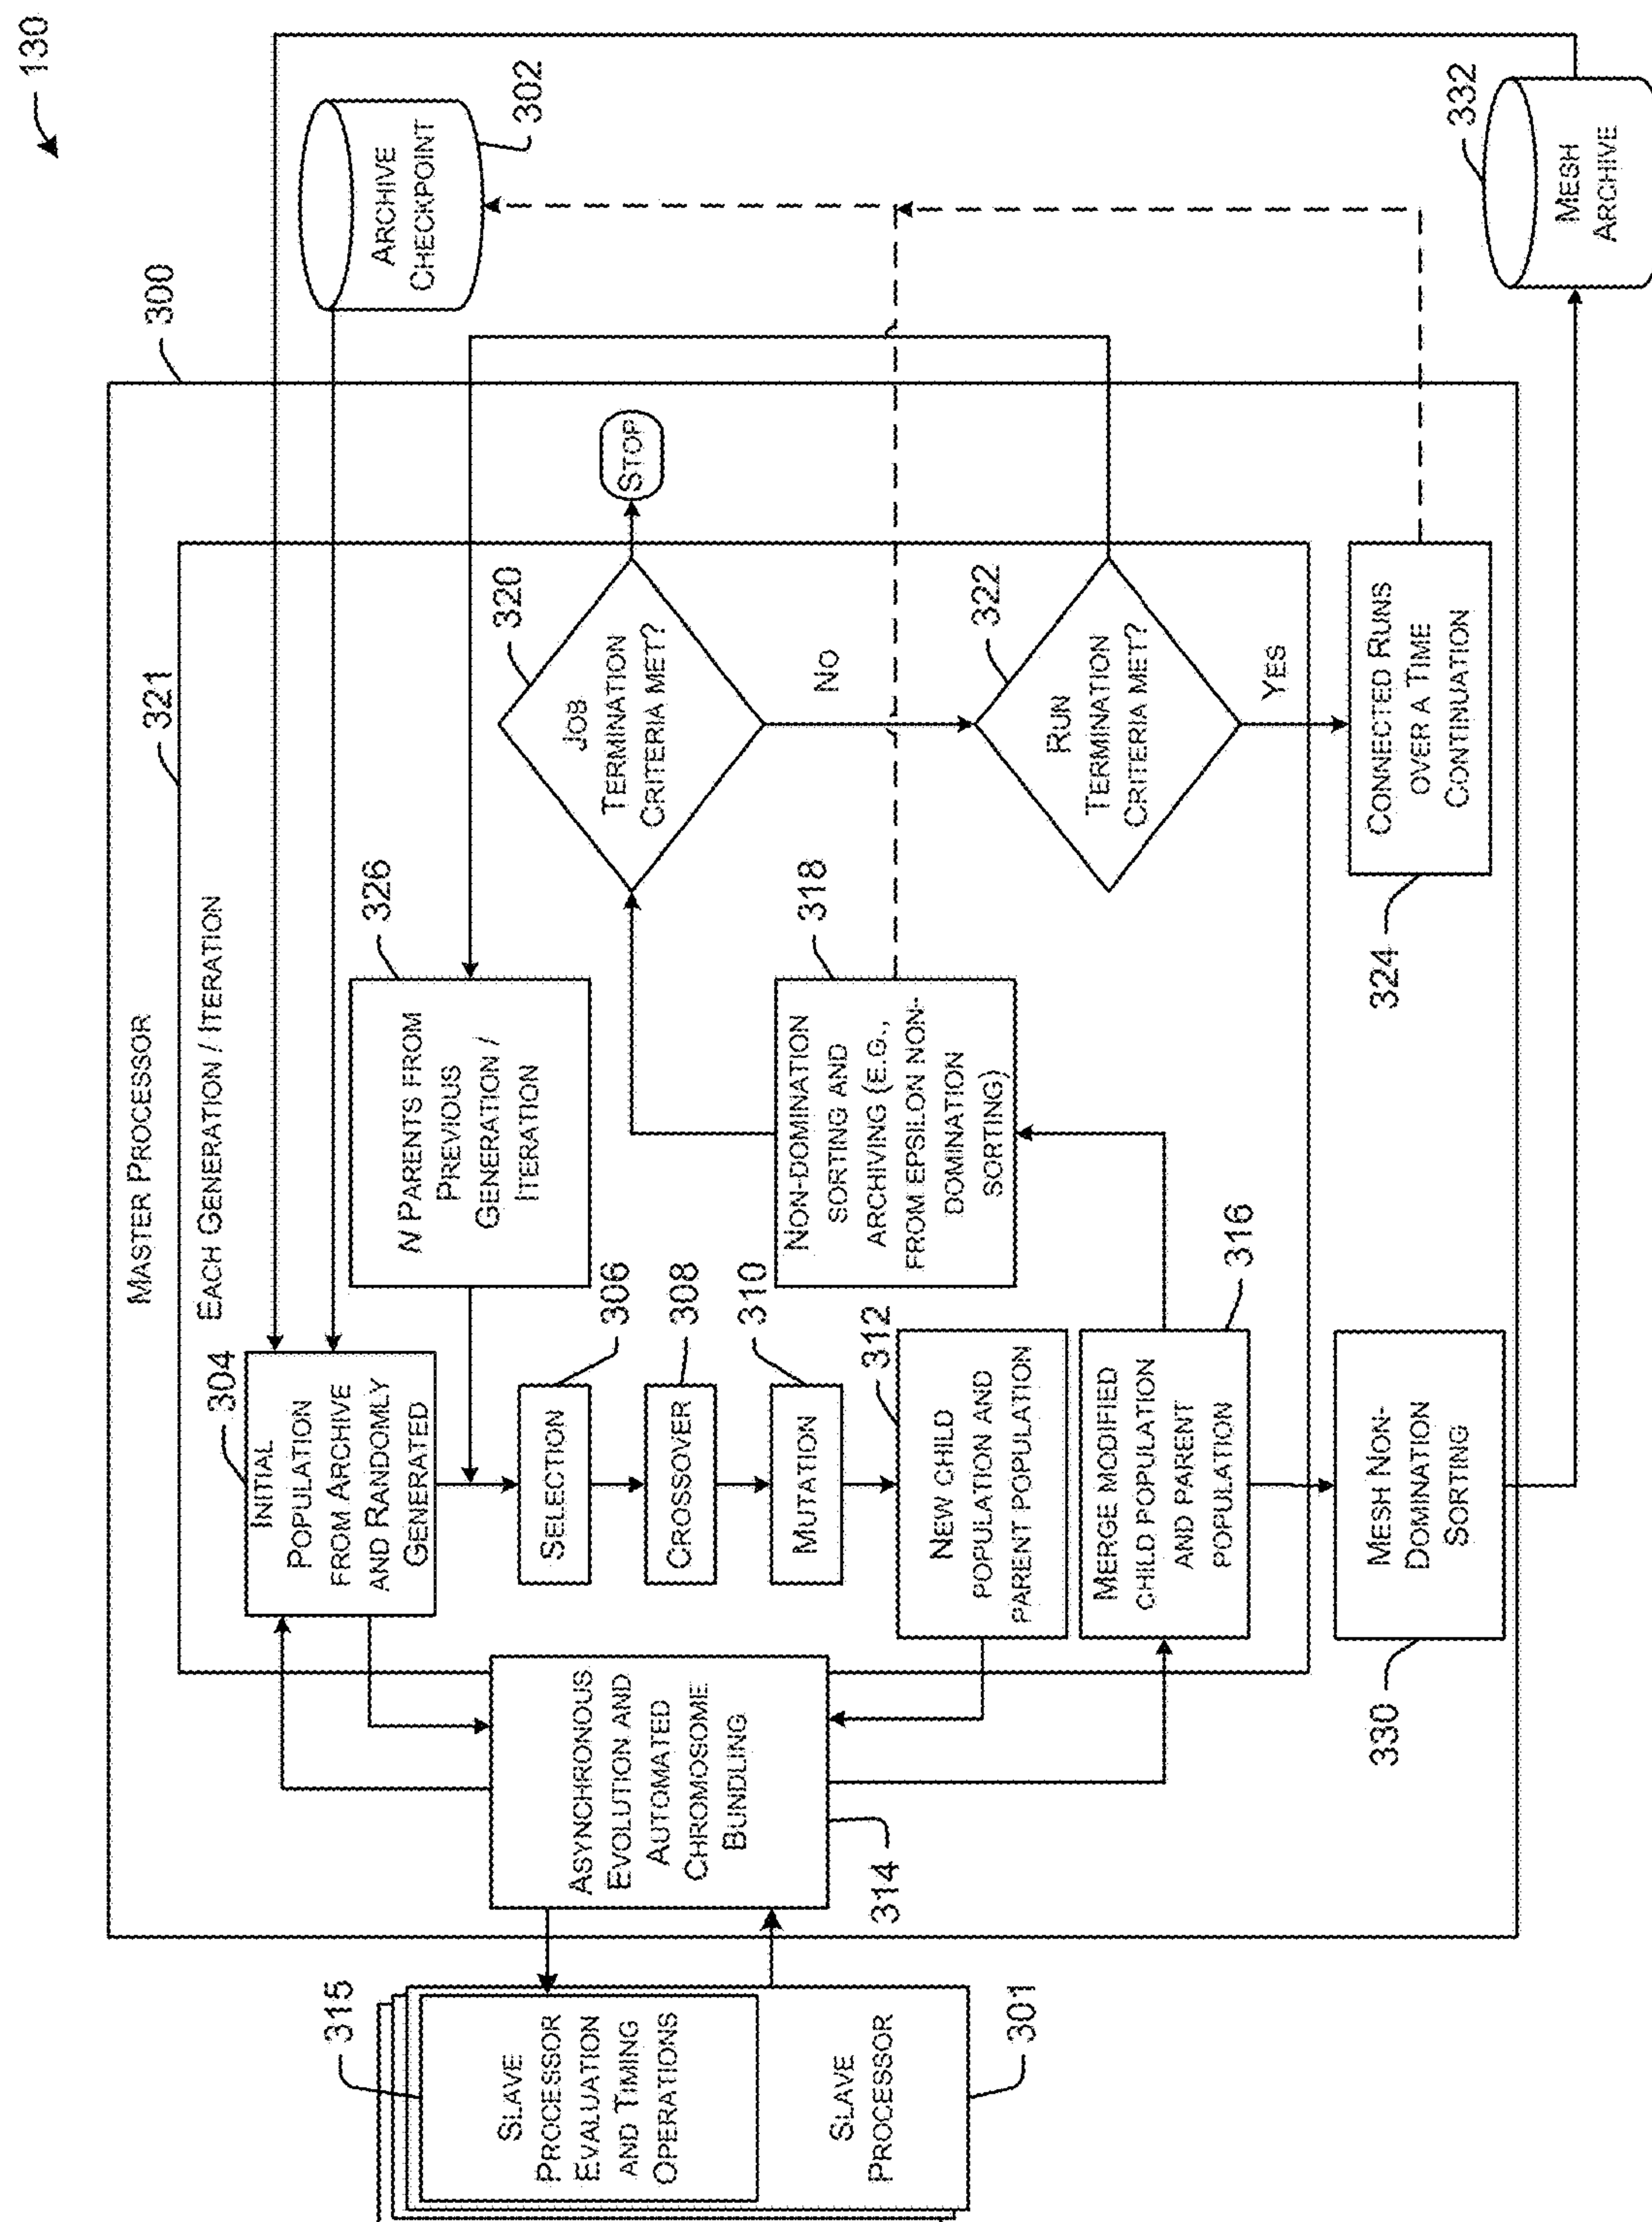 130
300
MASTER PROCESSOR
321
EACH GENERATION / ITERATION
ARCHIVE
CHECKPOINT
302
304
INITIAL
POPULATION
FROM ARCHIVE
AND RANDOMLY
GENERATED
326
N PARENTS FROM
PREVIOUS
GENERATION /
ITERATION
SELECTION
306
CROSSOVER
308
MUTATION
310
312
NEW CHILD
POPULATION AND
PARENT POPULATION
316
MERGE MODIFIED
CHILD POPULATION
AND PARENT
POPULATION
318
NON-DOMINATION
SORTING AND
ARCHIVING (E.G.,
FROM EPSILON NON-
DOMINATION
SORTING)
320
JOB
TERMINATION
CRITERIA MET?
STOP
NO
322
RUN
TERMINATION
CRITERIA MET?
YES
CONNECTED RUNS
OVER A TIME
CONTINUATION
324
MESH NON-
DOMINATION
SORTING
330
332
MESH
ARCHIVE
ASYNCHRONOUS
EVOLUTION AND
AUTOMATED
CHROMOSOME
BUNDLING
314
315
SLAVE
PROCESSOR
EVALUATION
AND TIMING
OPERATIONS
SLAVE
PROCESSOR
301